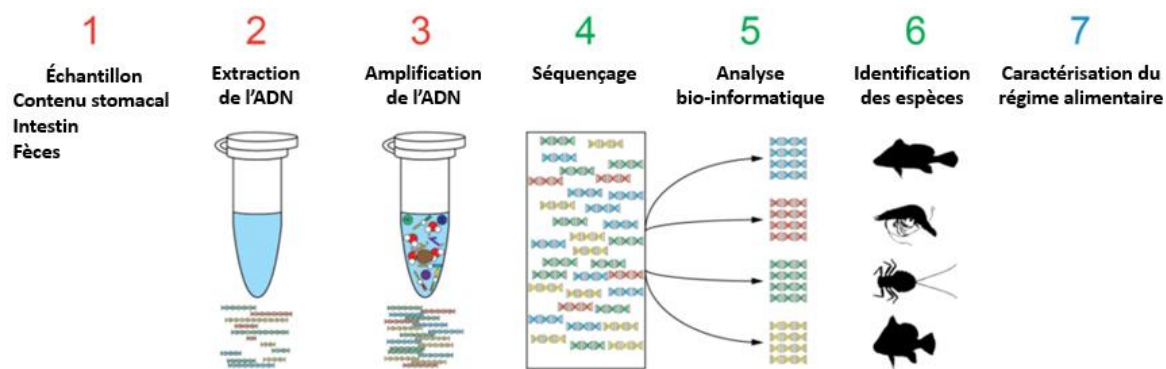 1
Échantillon
Contenu stomacal
Intestin
Fèces
2
Extraction
de l'ADN
3
Amplification
de l'ADN
4
Séquençage
5
Analyse
bio-informatique
6
Identification
des espèces
7
Caractérisation du
régime alimentaire